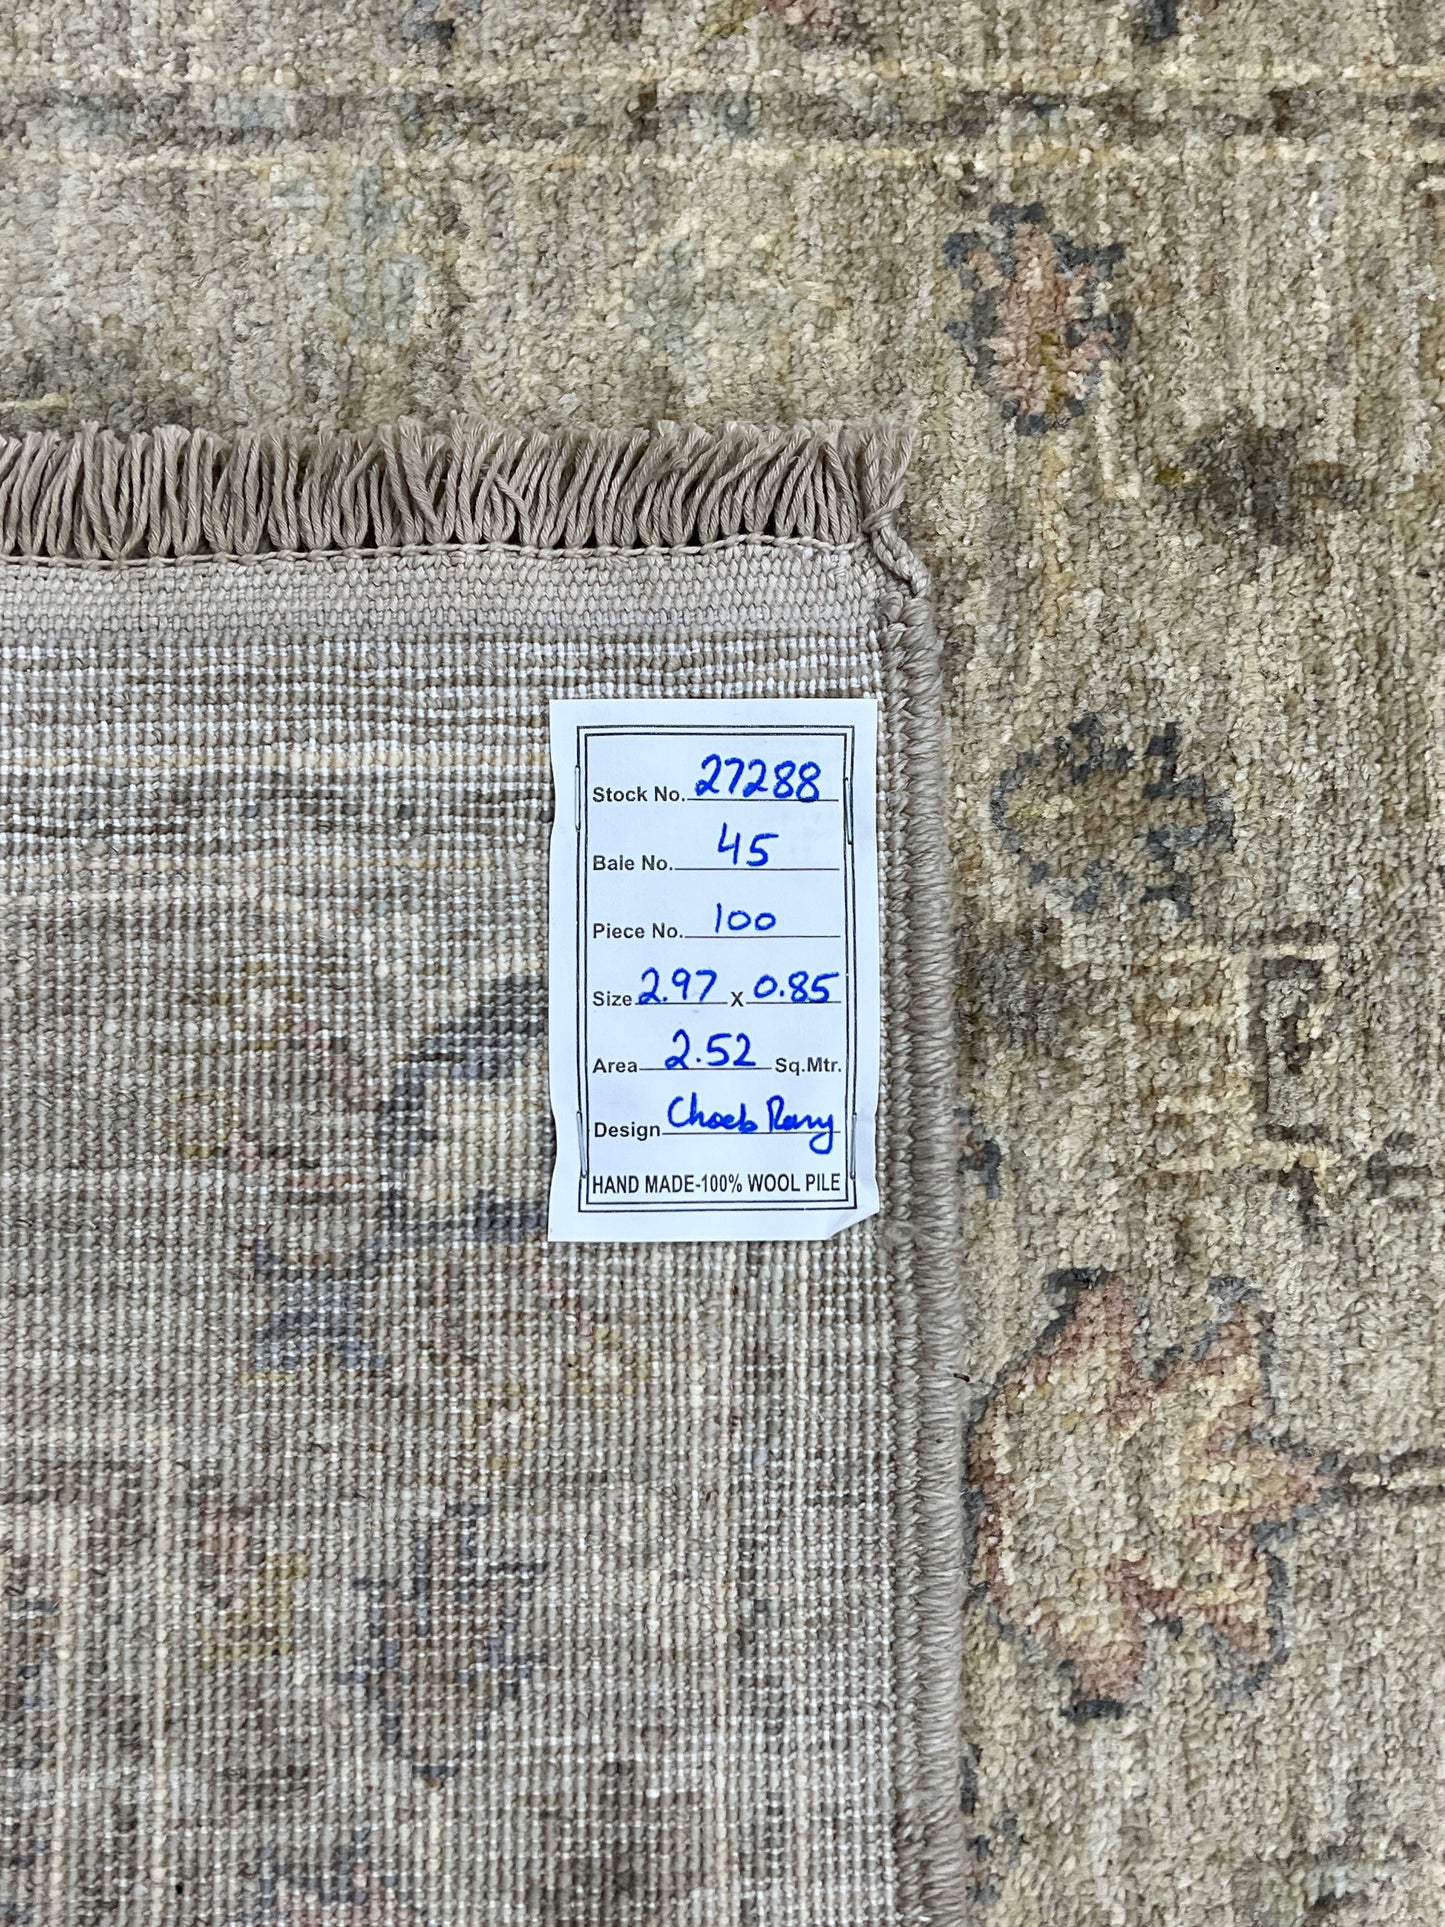 Stock No. 27288
Bale No. 45
Piece No. 100
Size 2.97 X 0.85
Area 2.52 Sq.Mtr.
Design Choeb Rang
HAND MADE-100% WOOL PILE